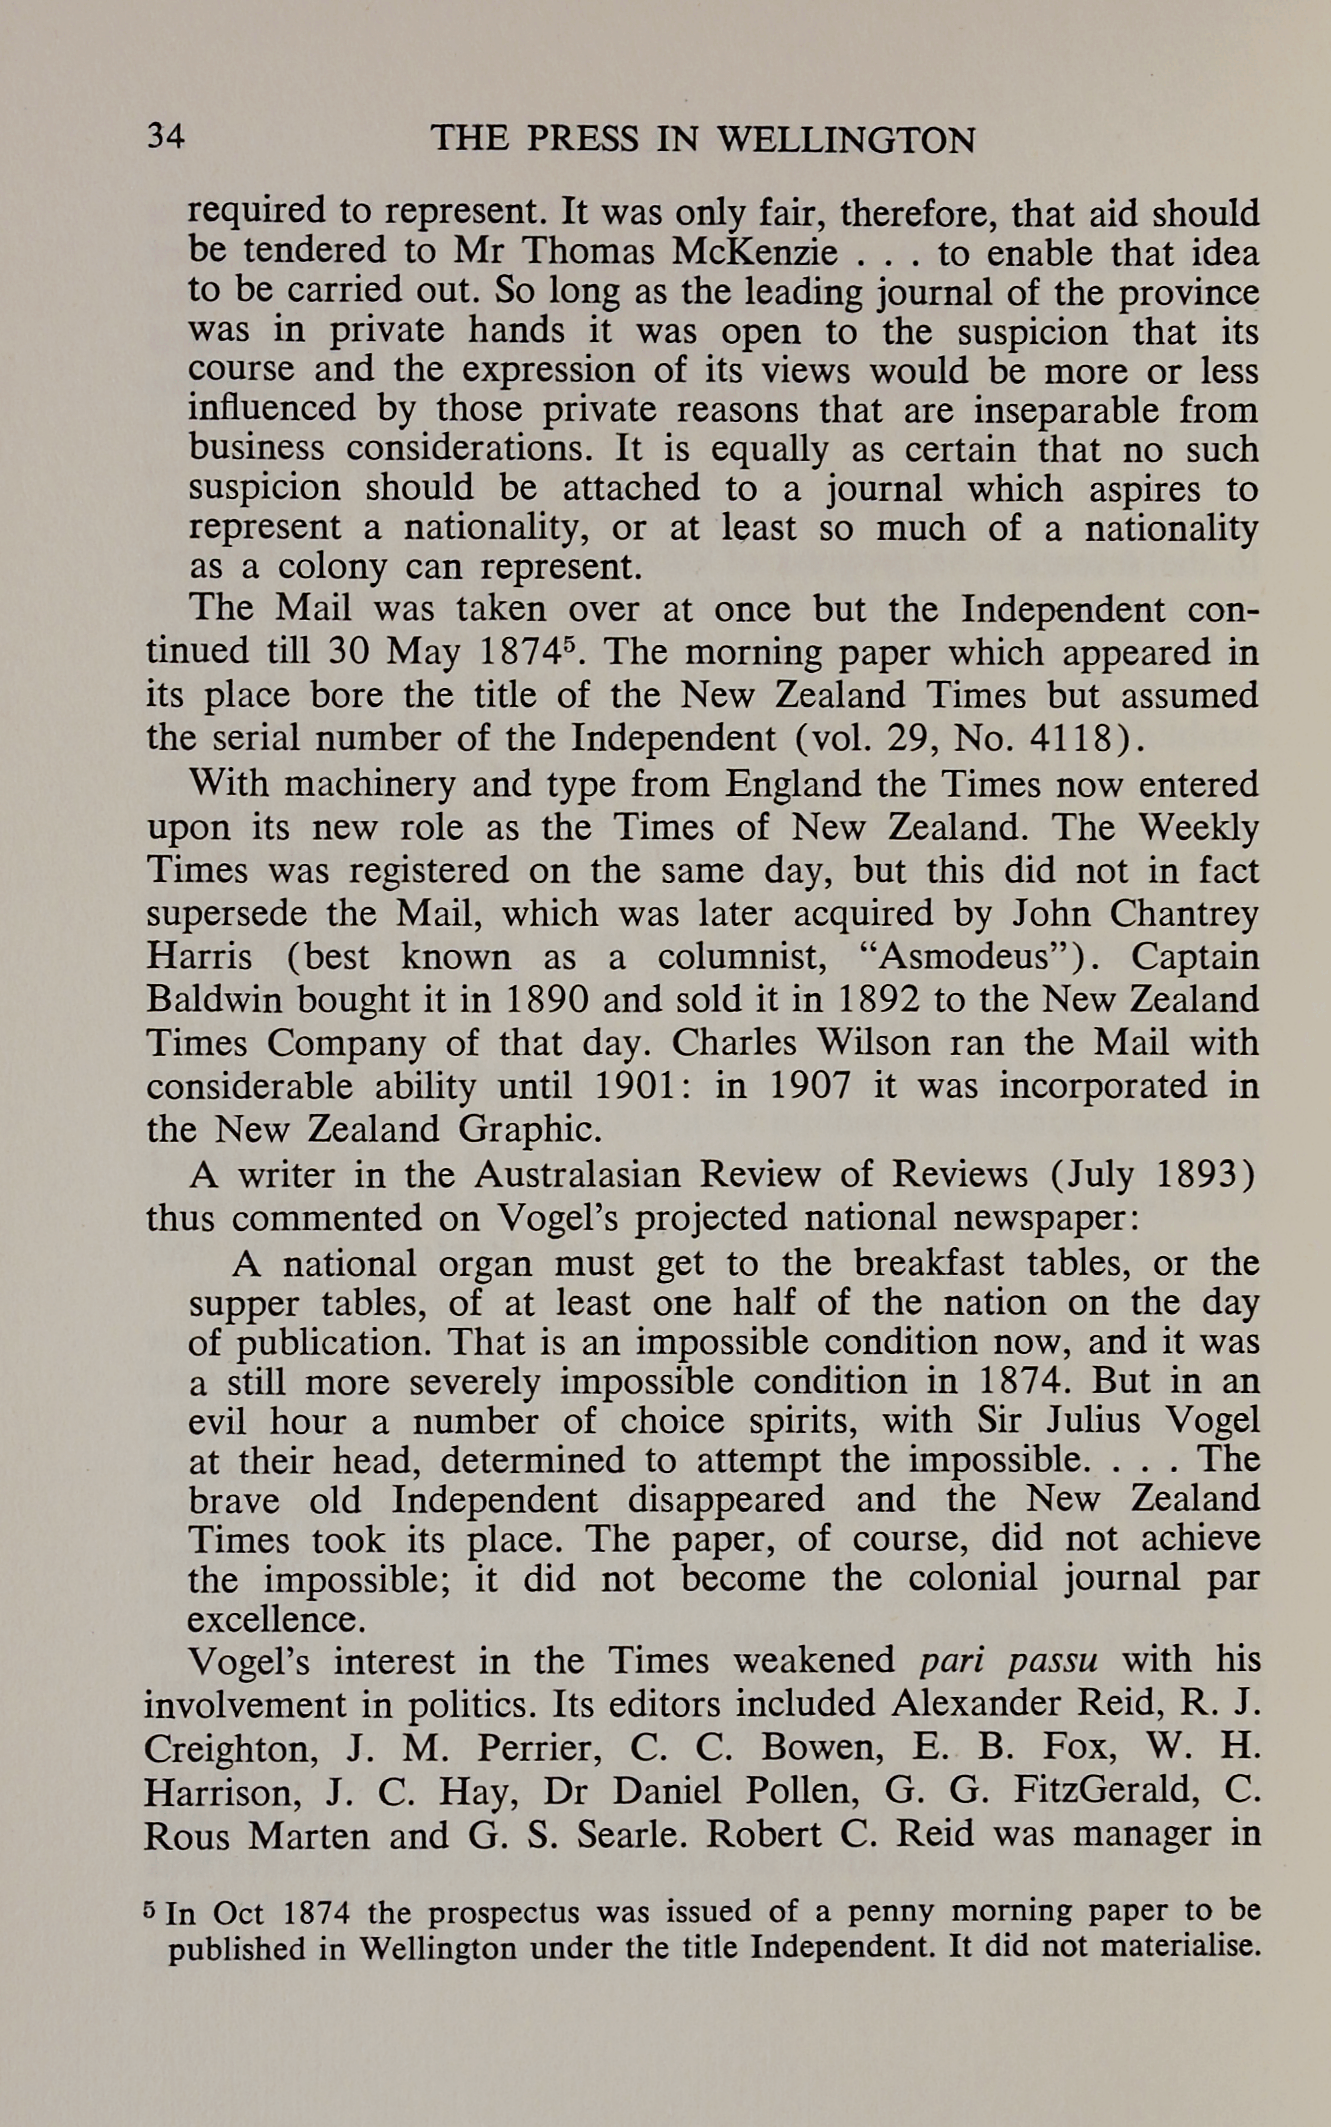 34 THE PRESS IN WELLINGTON
required to represent. It was only fair, therefore, that aid should
be tendered to Mr Thomas McKenzie . . . to enable that idea
to be carried out. So long as the leading journal of the province
was in private hands it was open to the suspicion that its
course and the expression of its views would be more or less
influenced by those private reasons that are inseparable from
business considerations. It is equally as certain that no such
suspicion should be attached to a journal which aspires to
represent a nationality, or at least so much of a nationality
as a colony can represent.
The Mail was taken over at once but the Independent con-
tinued till 30 May 1874⁵. The morning paper which appeared in
its place bore the title of the New Zealand Times but assumed
the serial number of the Independent (vol. 29, No. 4118).
With machinery and type from England the Times now entered
upon its new role as the Times of New Zealand. The Weekly
Times was registered on the same day, but this did not in fact
supersede the Mail, which was later acquired by John Chantrey
Harris (best known as a columnist, “Asmodeus”). Captain
Baldwin bought it in 1890 and sold it in 1892 to the New Zealand
Times Company of that day. Charles Wilson ran the Mail with
considerable ability until 1901: in 1907 it was incorporated in
the New Zealand Graphic.
A writer in the Australasian Review of Reviews (July 1893)
thus commented on Vogel’s projected national newspaper:
A national organ must get to the breakfast tables, or the
supper tables, of at least one half of the nation on the day
of publication. That is an impossible condition now, and it was
a still more severely impossible condition in 1874. But in an
evil hour a number of choice spirits, with Sir Julius Vogel
at their head, determined to attempt the impossible. . . . The
brave old Independent disappeared and the New Zealand
Times took its place. The paper, of course, did not achieve
the impossible; it did not become the colonial journal par
excellence.
Vogel’s interest in the Times weakened pari passu with his
involvement in politics. Its editors included Alexander Reid, R. J.
Creighton, J. M. Perrier, C. C. Bowen, E. B. Fox, W. H.
Harrison, J. C. Hay, Dr Daniel Pollen, G. G. FitzGerald, C.
Rous Marten and G. S. Searle. Robert C. Reid was manager in
⁵ In Oct 1874 the prospectus was issued of a penny morning paper to be
published in Wellington under the title Independent. It did not materialise.